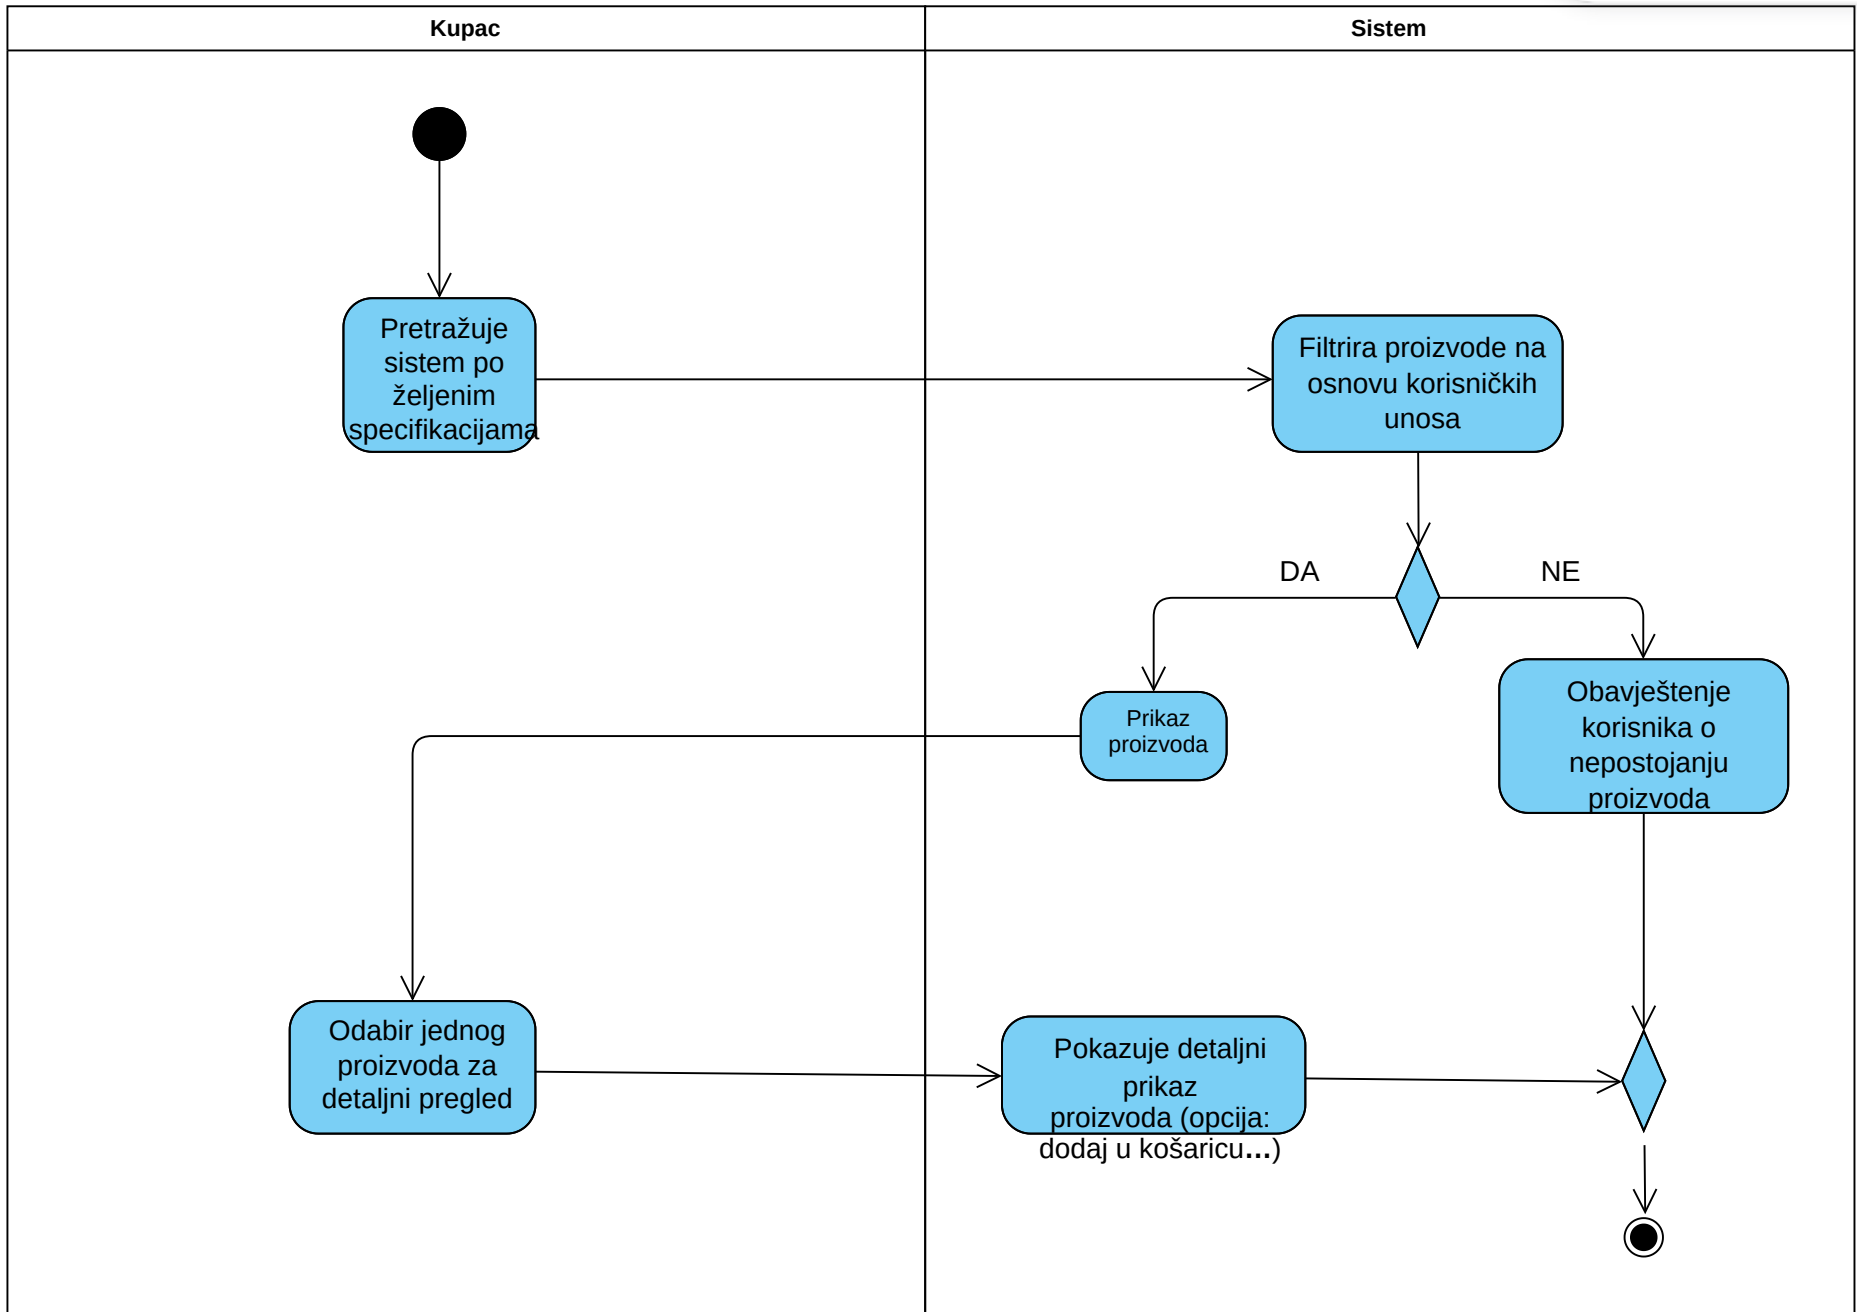 Kupac
Sistem
Pretražuje
sistem po
željenim
specifikacijama
Filtrira proizvode na
osnovu korisničkih
unosa
DA
NE
Prikaz
proizvoda
Obavještenje
korisnika o
nepostojanju
proizvoda
Odabir jednog
proizvoda za
detaljni pregled
Pokazuje detaljni
prikaz
proizvoda (opcija:
dodaj u košaricu...)